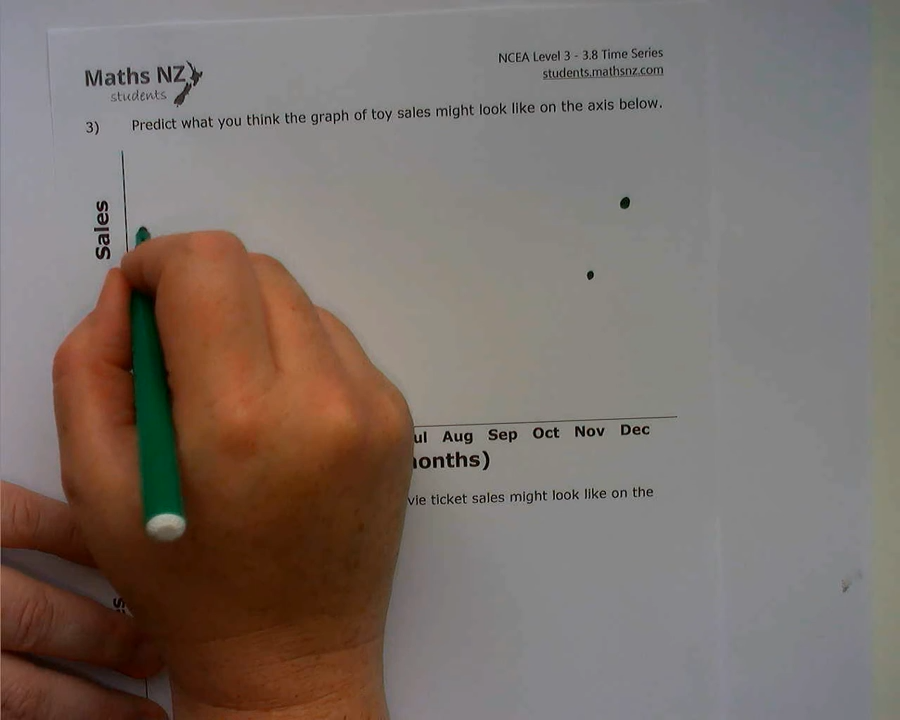 Maths NZ
students
NCEA Level 3 - 3.8 Time Series
students.mathsnz.com
3) Predict what you think the graph of toy sales might look like on the axis below.
Sales
Aug Sep Oct Nov Dec
ticket sales might look like on the